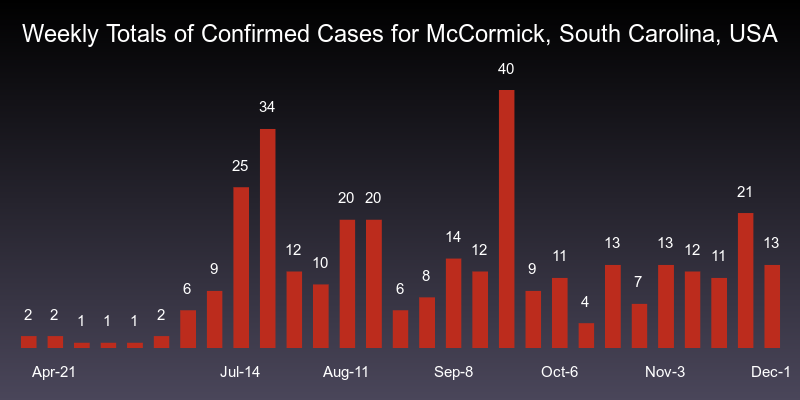 Weekly Totals of Confirmed Cases for McCormick, South Carolina, USA
2 2 1 1 1 2 6 9 25 34 12 10 20 20 6 8 14 12 40 9 11 4 13 7 13 12 11 21 13
Apr-21 Jul-14 Aug-11 Sep-8 Oct-6 Nov-3 Dec-1